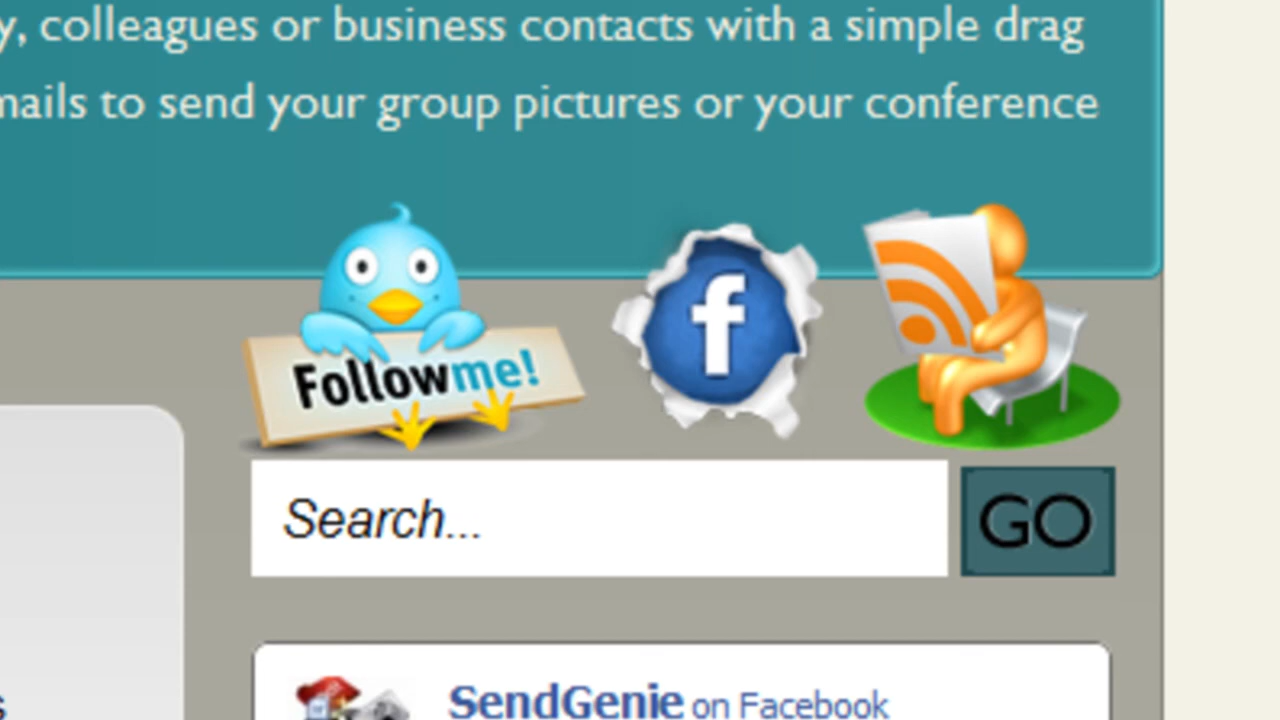 y, colleagues or business contacts with a simple drag
mails to send your group pictures or your conference
Followme!
f
Search...
GO
SendGenie on Facebook
s